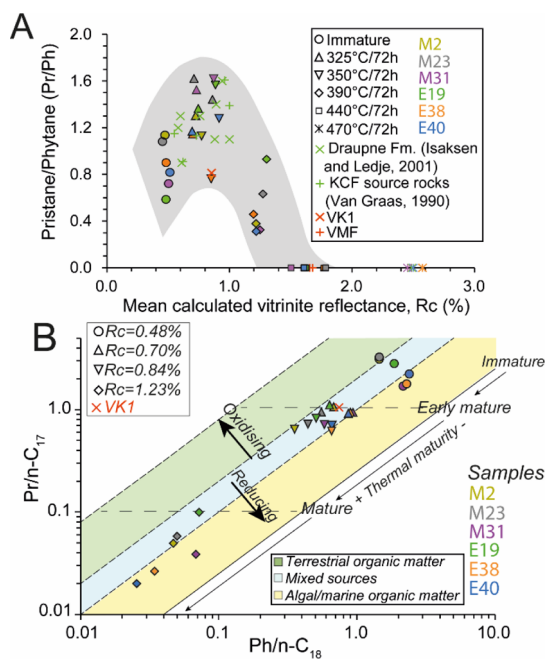 A
Pristane/Phytane (Pr/Ph)
2.0
1.6
1.2
0.8
0.4
0.0
0.0
1.0
2.0
3.0
Mean calculated vitrinite reflectance, Rc (%)
Immature
325°C/72h
350°C/72h
390°C/72h
440°C/72h
470°C/72h
M2
M23
M31
E19
E38
E40
Draupne Fm. (Isaksen
and Ledje, 2001)
KCF source rocks
(Van Graas, 1990)
VK1
VMF
B
Rc=0.48%
Rc=0.70%
Rc=0.84%
Rc=1.23%
VK1
Pr/n-C17
1.0
0.1
0.01
0.01
0.10
1.0
10.0
Ph/n-C18
Oxidising
Reducing
Immature
Early mature
+ Thermal maturity -
Mature
Samples
M2
M23
M31
E19
E38
E40
Terrestrial organic matter
Mixed sources
Algal/marine organic matter